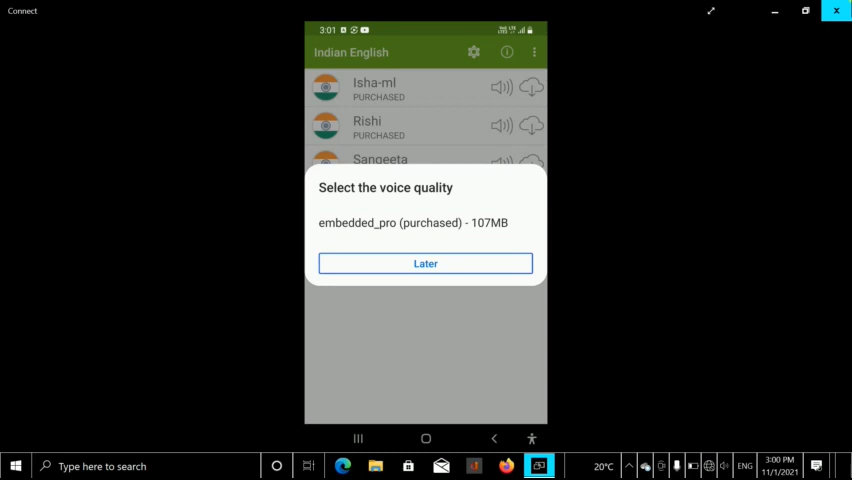 Connect
3:01
Indian English
Isha-ml
PURCHASED
Rishi
PURCHASED
Sangeeta
Select the voice quality
embedded_pro (purchased) - 107MB
Later
Type here to search
20°C
ENG
3:00 PM
11/1/2021